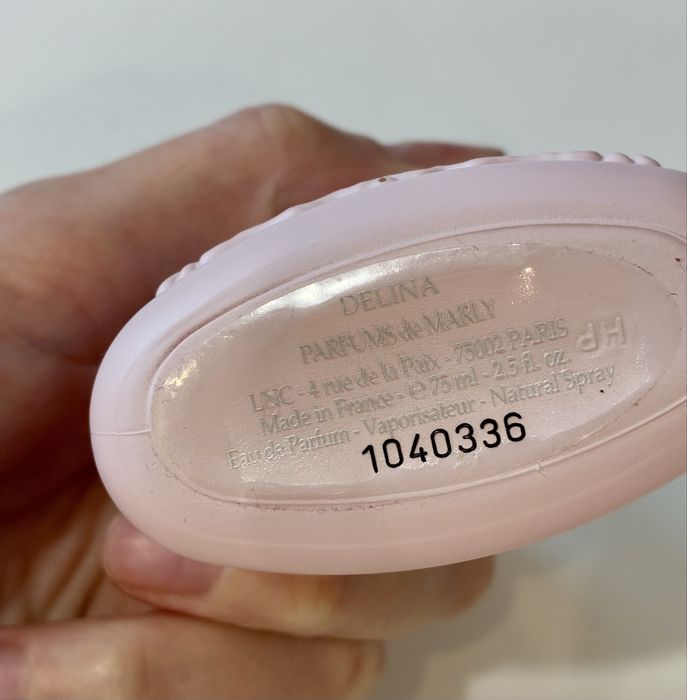 DELINA
PARFUMS de MARLY
LNC - 4 rue de la Paix - 75002 PARIS
Made in France - ℮ 75 ml - 2.5 fl. oz.
Eau de Parfum - Vaporisateur - Natural Spray
1040336
HP